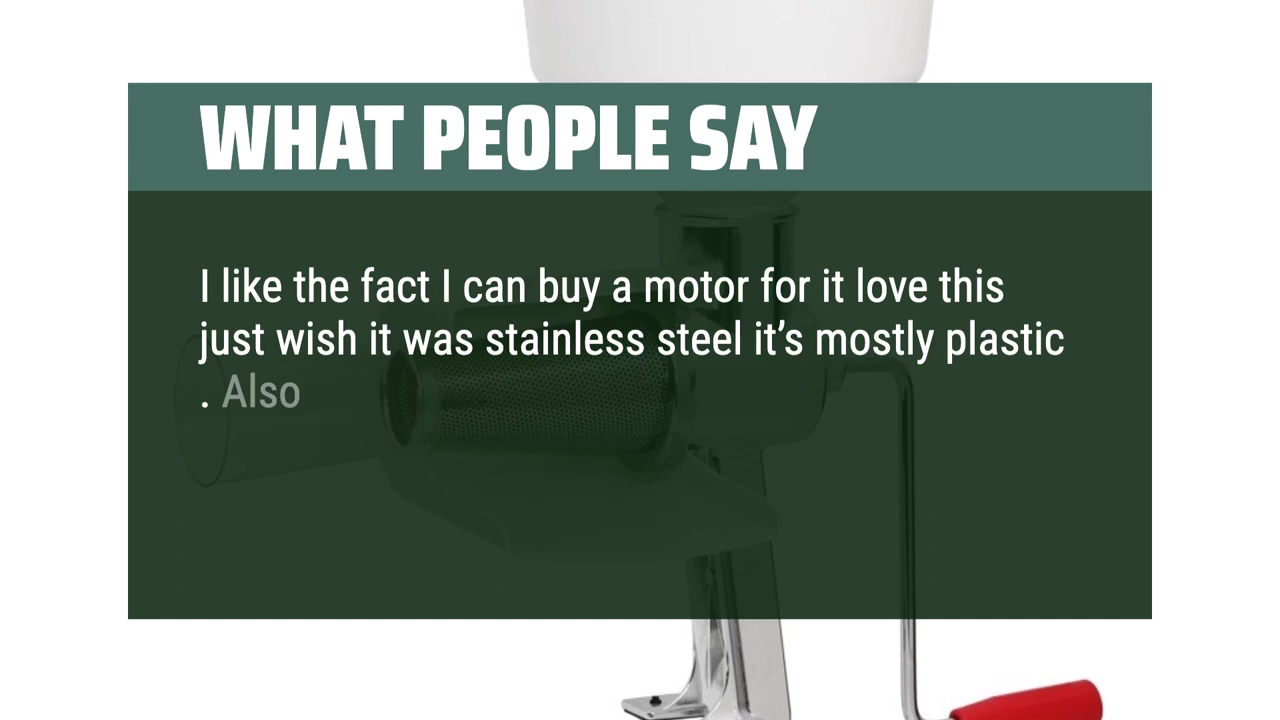 WHAT PEOPLE SAY
I like the fact I can buy a motor for it love this
just wish it was stainless steel it’s mostly plastic
. Also